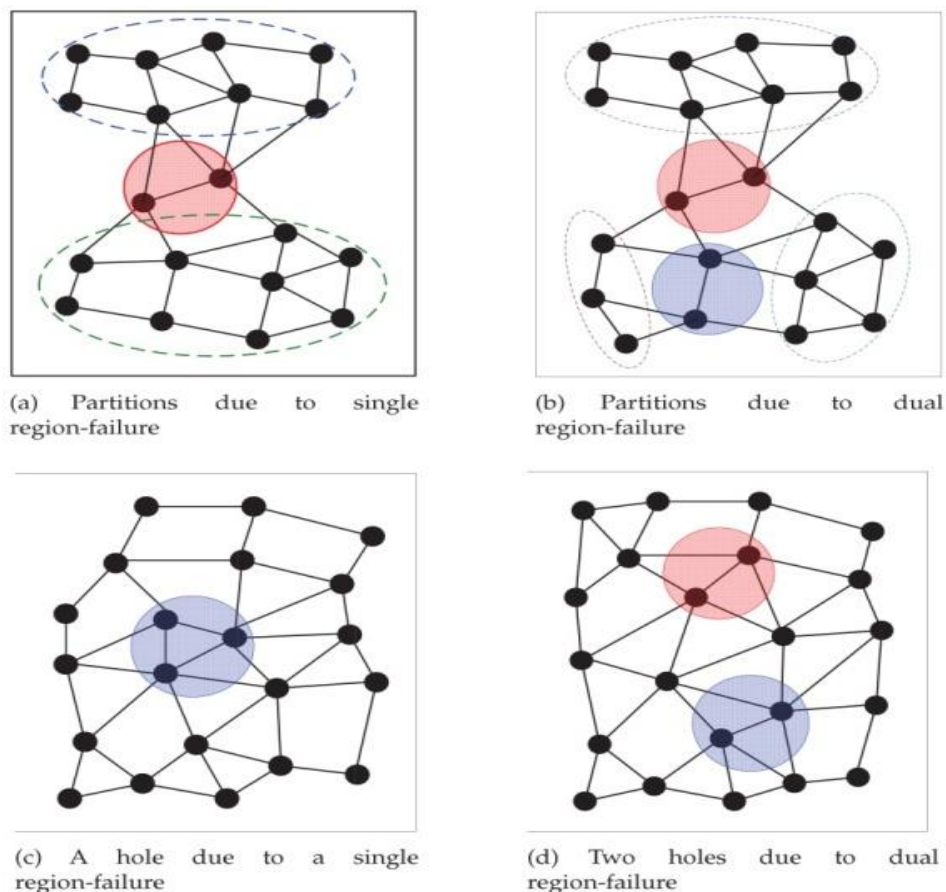 (a) Partitions due to single
region-failure
(b) Partitions due to dual
region-failure
(c) A hole due to a single
region-failure
(d) Two holes due to dual
region-failure